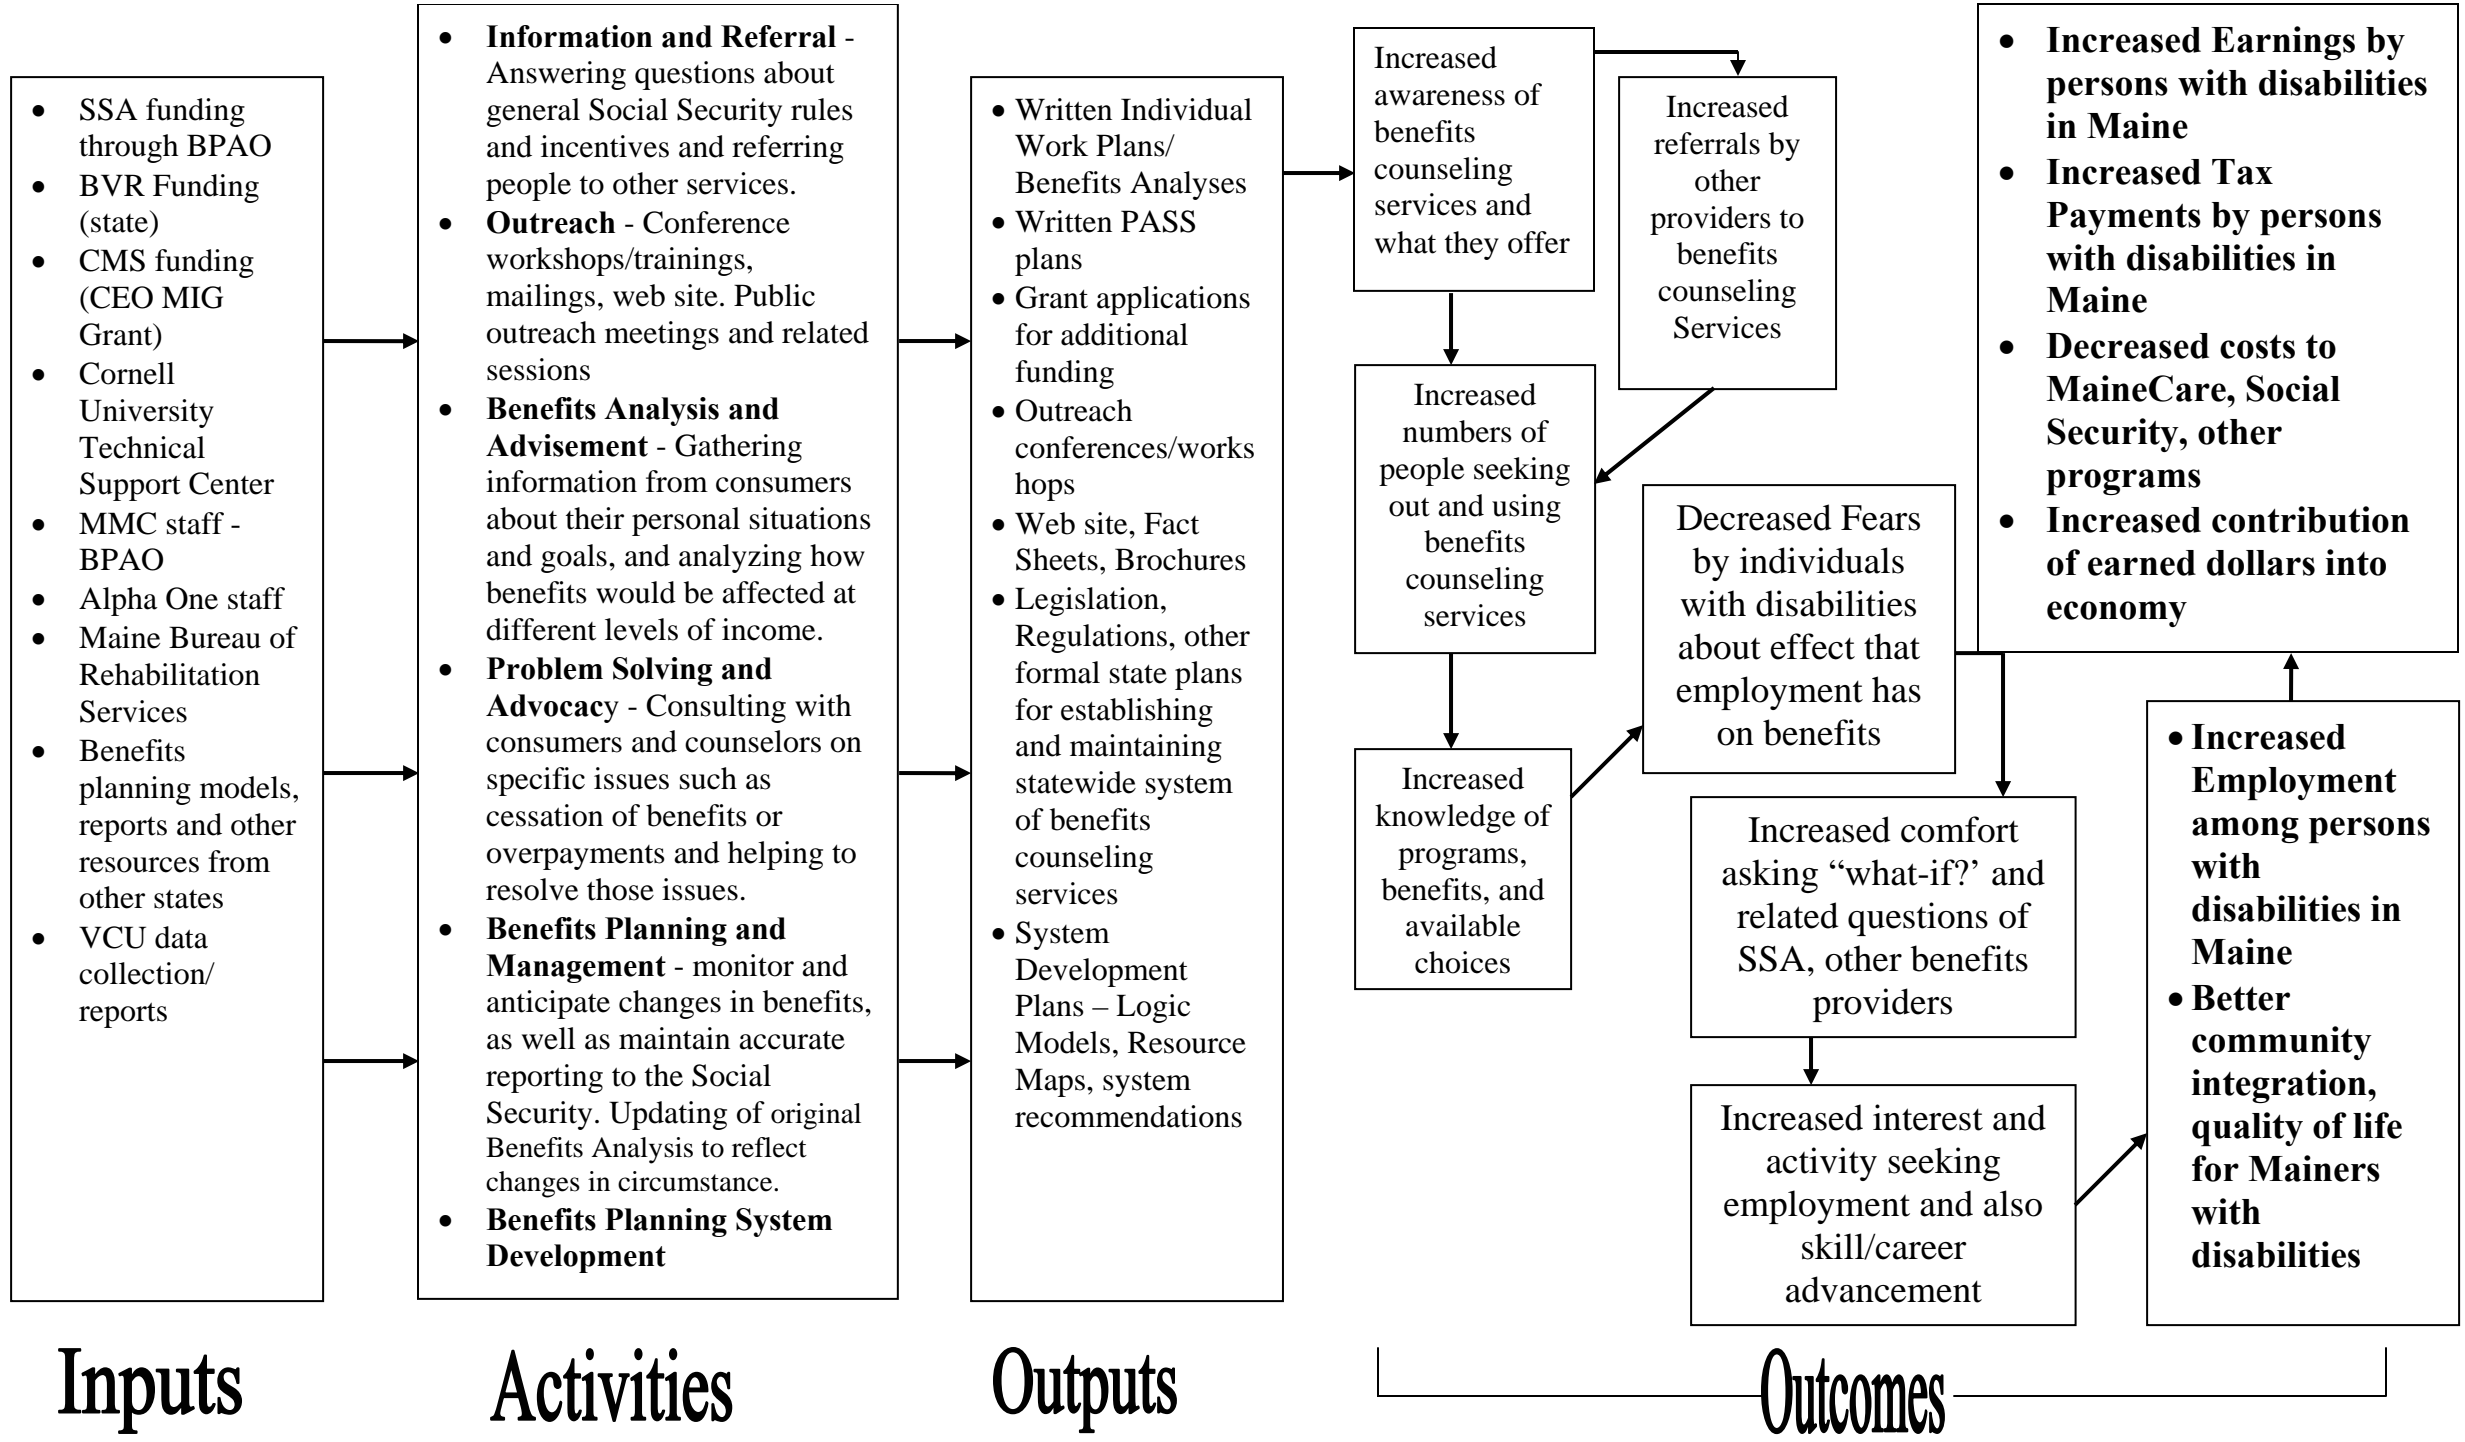 • SSA funding
through BPAO
• BVR Funding
(state)
• CMS funding
(CEO MIG
Grant)
• Cornell
University
Technical
Support Center
• MMC staff -
BPAO
• Alpha One staff
• Maine Bureau of
Rehabilitation
Services
• Benefits
planning models,
reports and other
resources from
other states
• VCU data
collection/
reports
Inputs
• Information and Referral -
Answering questions about
general Social Security rules
and incentives and referring
people to other services.
• Outreach - Conference
workshops/trainings,
mailings, web site. Public
outreach meetings and related
sessions
• Benefits Analysis and
Advisement - Gathering
information from consumers
about their personal situations
and goals, and analyzing how
benefits would be affected at
different levels of income.
• Problem Solving and
Advocacy - Consulting with
consumers and counselors on
specific issues such as
cessation of benefits or
overpayments and helping to
resolve those issues.
• Benefits Planning and
Management - monitor and
anticipate changes in benefits,
as well as maintain accurate
reporting to the Social
Security. Updating of original
Benefits Analysis to reflect
changes in circumstance.
• Benefits Planning System
Development
Activities
• Written Individual
Work Plans/
Benefits Analyses
• Written PASS
plans
• Grant applications
for additional
funding
• Outreach
conferences/works
hops
• Web site, Fact
Sheets, Brochures
• Legislation,
Regulations, other
formal state plans
for establishing
and maintaining
statewide system
of benefits
counseling
services
• System
Development
Plans – Logic
Models, Resource
Maps, system
recommendations
Outputs
Increased
awareness of
benefits
counseling
services and
what they offer
Increased
referrals by
other
providers to
benefits
counseling
Services
Increased
numbers of
people seeking
out and using
benefits
counseling
services
Increased
knowledge of
programs,
benefits, and
available
choices
Decreased Fears
by individuals
with disabilities
about effect that
employment has
on benefits
Increased comfort
asking “what-if?’ and
related questions of
SSA, other benefits
providers
Increased interest and
activity seeking
employment and also
skill/career
advancement
• Increased
Employment
among persons
with
disabilities in
Maine
• Better
community
integration,
quality of life
for Mainers
with
disabilities
• Increased Earnings by
persons with disabilities
in Maine
• Increased Tax
Payments by persons
with disabilities in
Maine
• Decreased costs to
MaineCare, Social
Security, other
programs
• Increased contribution
of earned dollars into
economy
Outcomes